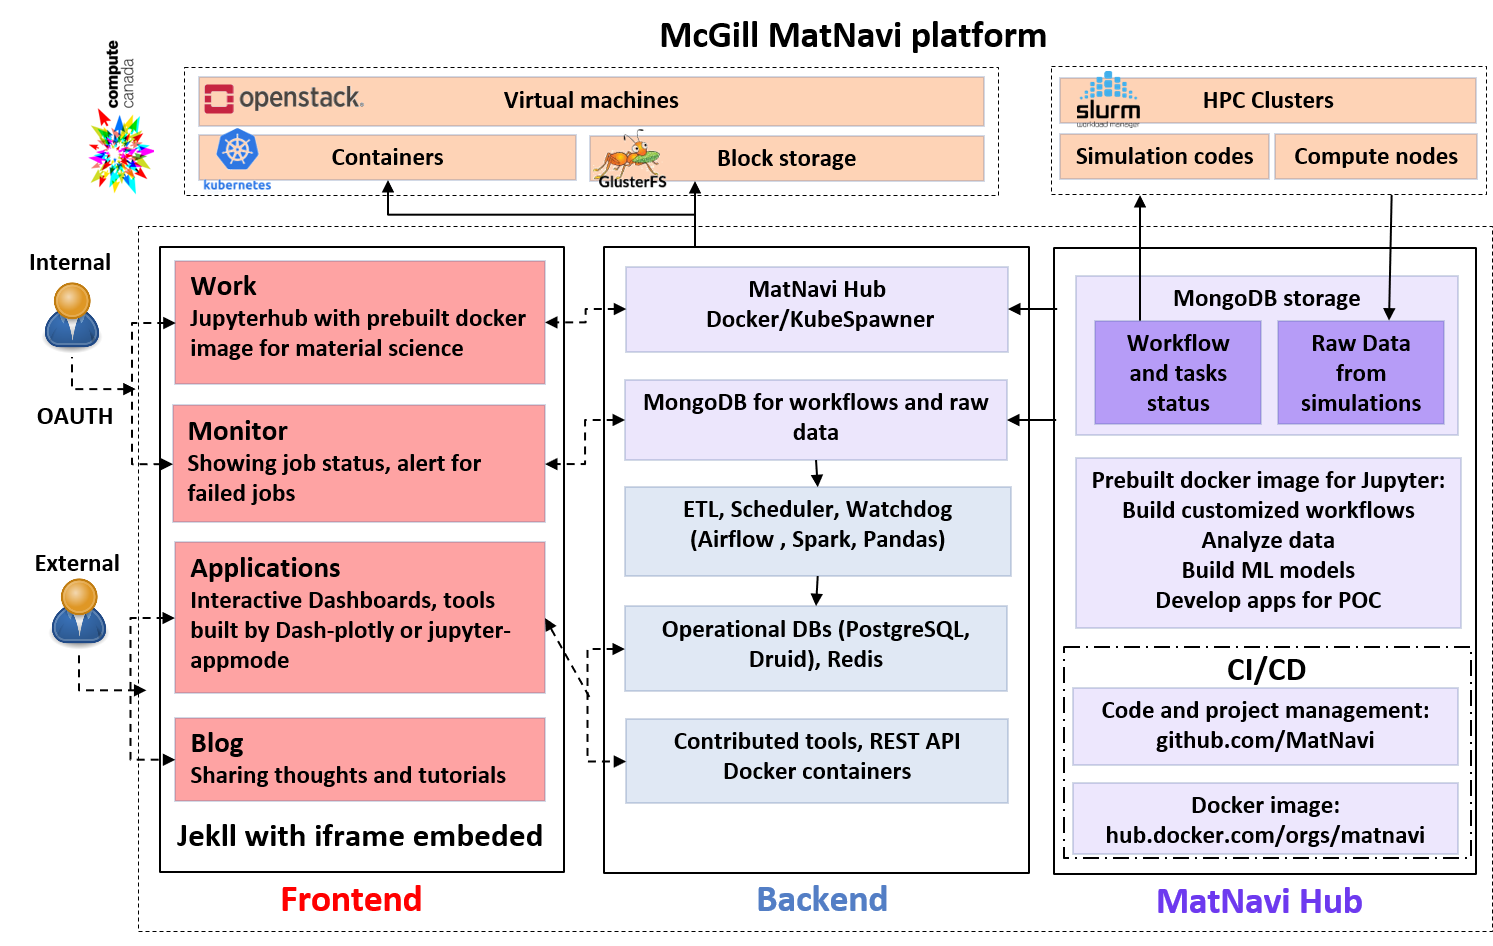 McGill MatNavi platform
compute
canada
openstack.
Virtual machines
kubernetes
Containers
GlusterFS
Block storage
slurm
workload manager
HPC Clusters
Simulation codes
Compute nodes
Internal
OAUTH
External
Work
Jupyterhub with prebuilt docker
image for material science
Monitor
Showing job status, alert for
failed jobs
Applications
Interactive Dashboards, tools
built by Dash-plotly or jupyter-
appmode
Blog
Sharing thoughts and tutorials
Jekll with iframe embeded
Frontend
MatNavi Hub
Docker/KubeSpawner
MongoDB for workflows and raw
data
ETL, Scheduler, Watchdog
(Airflow , Spark, Pandas)
Operational DBs (PostgreSQL,
Druid), Redis
Contributed tools, REST API
Docker containers
Backend
MongoDB storage
Workflow
and tasks
status
Raw Data
from
simulations
Prebuilt docker image for Jupyter:
Build customized workflows
Analyze data
Build ML models
Develop apps for POC
CI/CD
Code and project management:
github.com/MatNavi
Docker image:
hub.docker.com/orgs/matnavi
MatNavi Hub